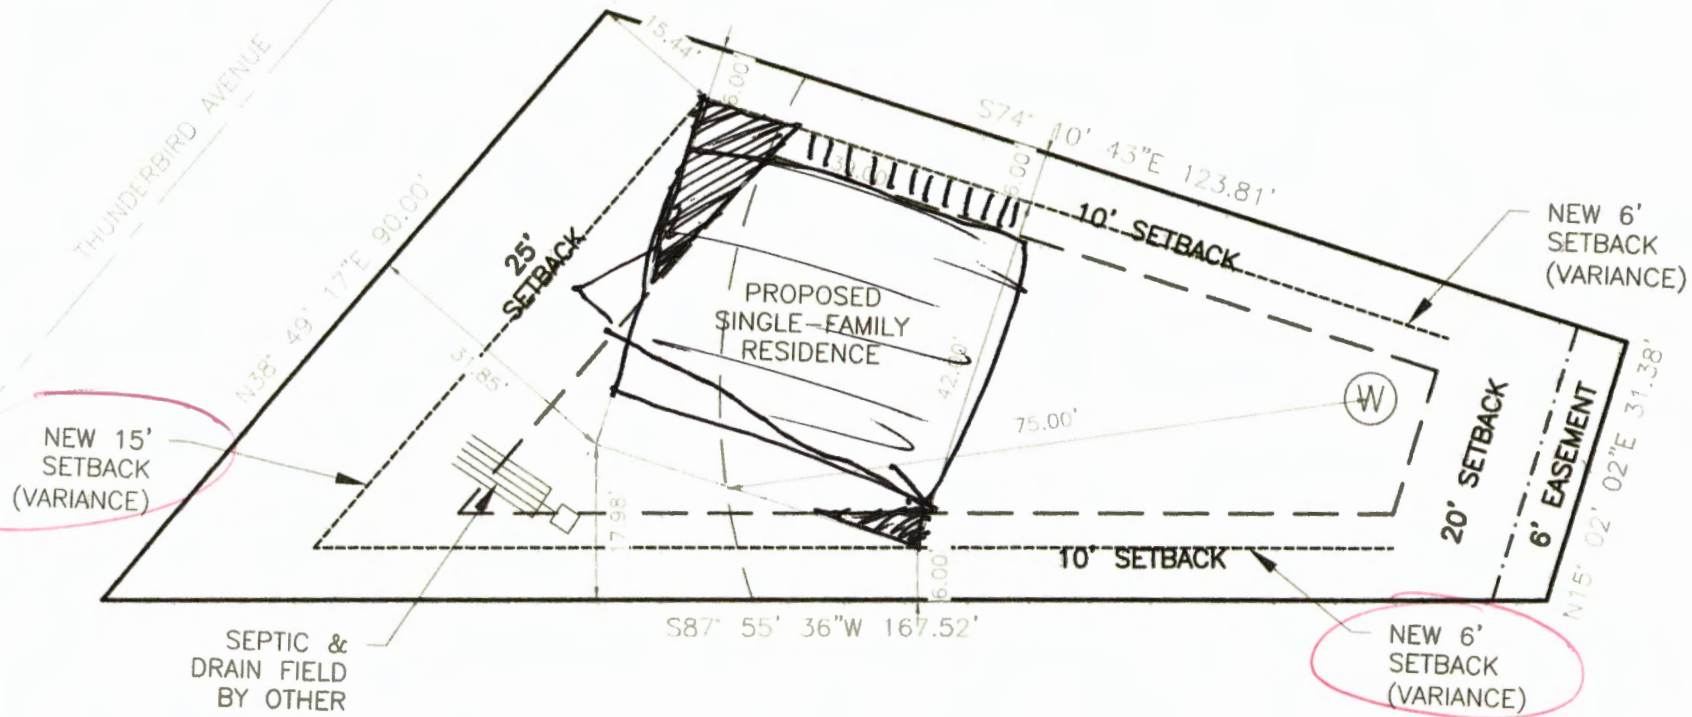 THUNDERBIRD AVENUE
15.44'
6.00'
S74° 10' 43"E 123.81'
6.00'
10' SETBACK
NEW 6'
SETBACK
(VARIANCE)
N38° 49' 17"E 90.00'
25'
SETBACK
PROPOSED
SINGLE-FAMILY
RESIDENCE
42.00'
75.00'
W
20' SETBACK
6' EASEMENT
N15° 02' 02"E 31.38'
NEW 15'
SETBACK
(VARIANCE)
17.98'
6.00'
10' SETBACK
S87° 55' 36"W 167.52'
SEPTIC &
DRAIN FIELD
BY OTHER
NEW 6'
SETBACK
(VARIANCE)